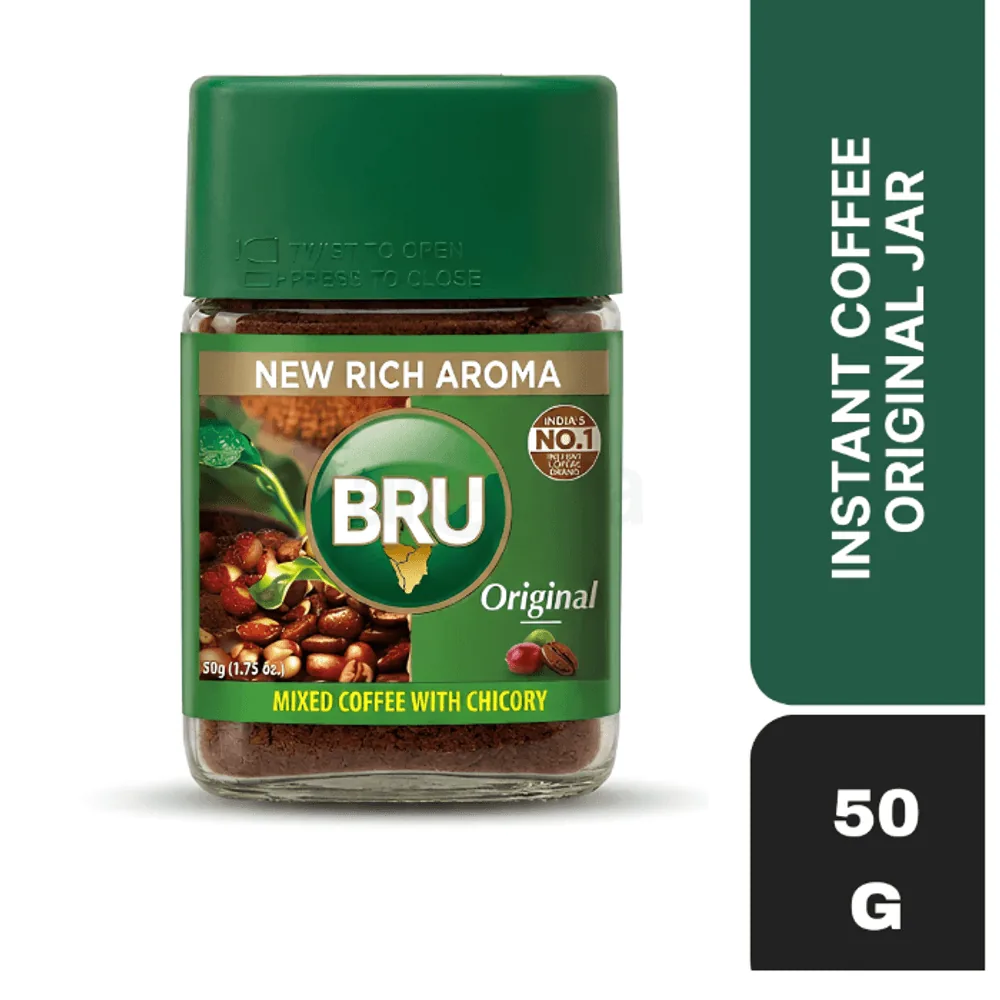 TWIST TO OPEN
PRESS TO CLOSE
NEW RICH AROMA
INDIA'S
NO.1
BRU
Original
50g (1.75 oz.)
MIXED COFFEE WITH CHICORY
INSTANT COFFEE
ORIGINAL JAR
50
G